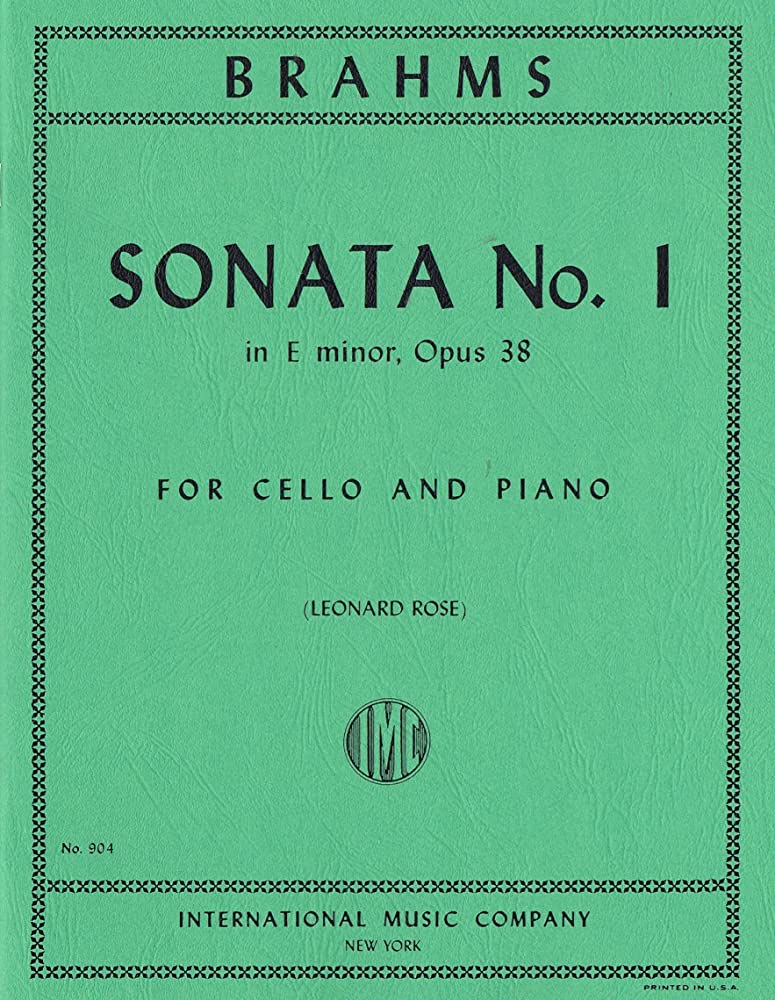 BRAHMS
SONATA No. 1
in E minor, Opus 38
FOR CELLO AND PIANO
(LEONARD ROSE)
IMC
No. 904
INTERNATIONAL MUSIC COMPANY
NEW YORK
PRINTED IN U.S.A.